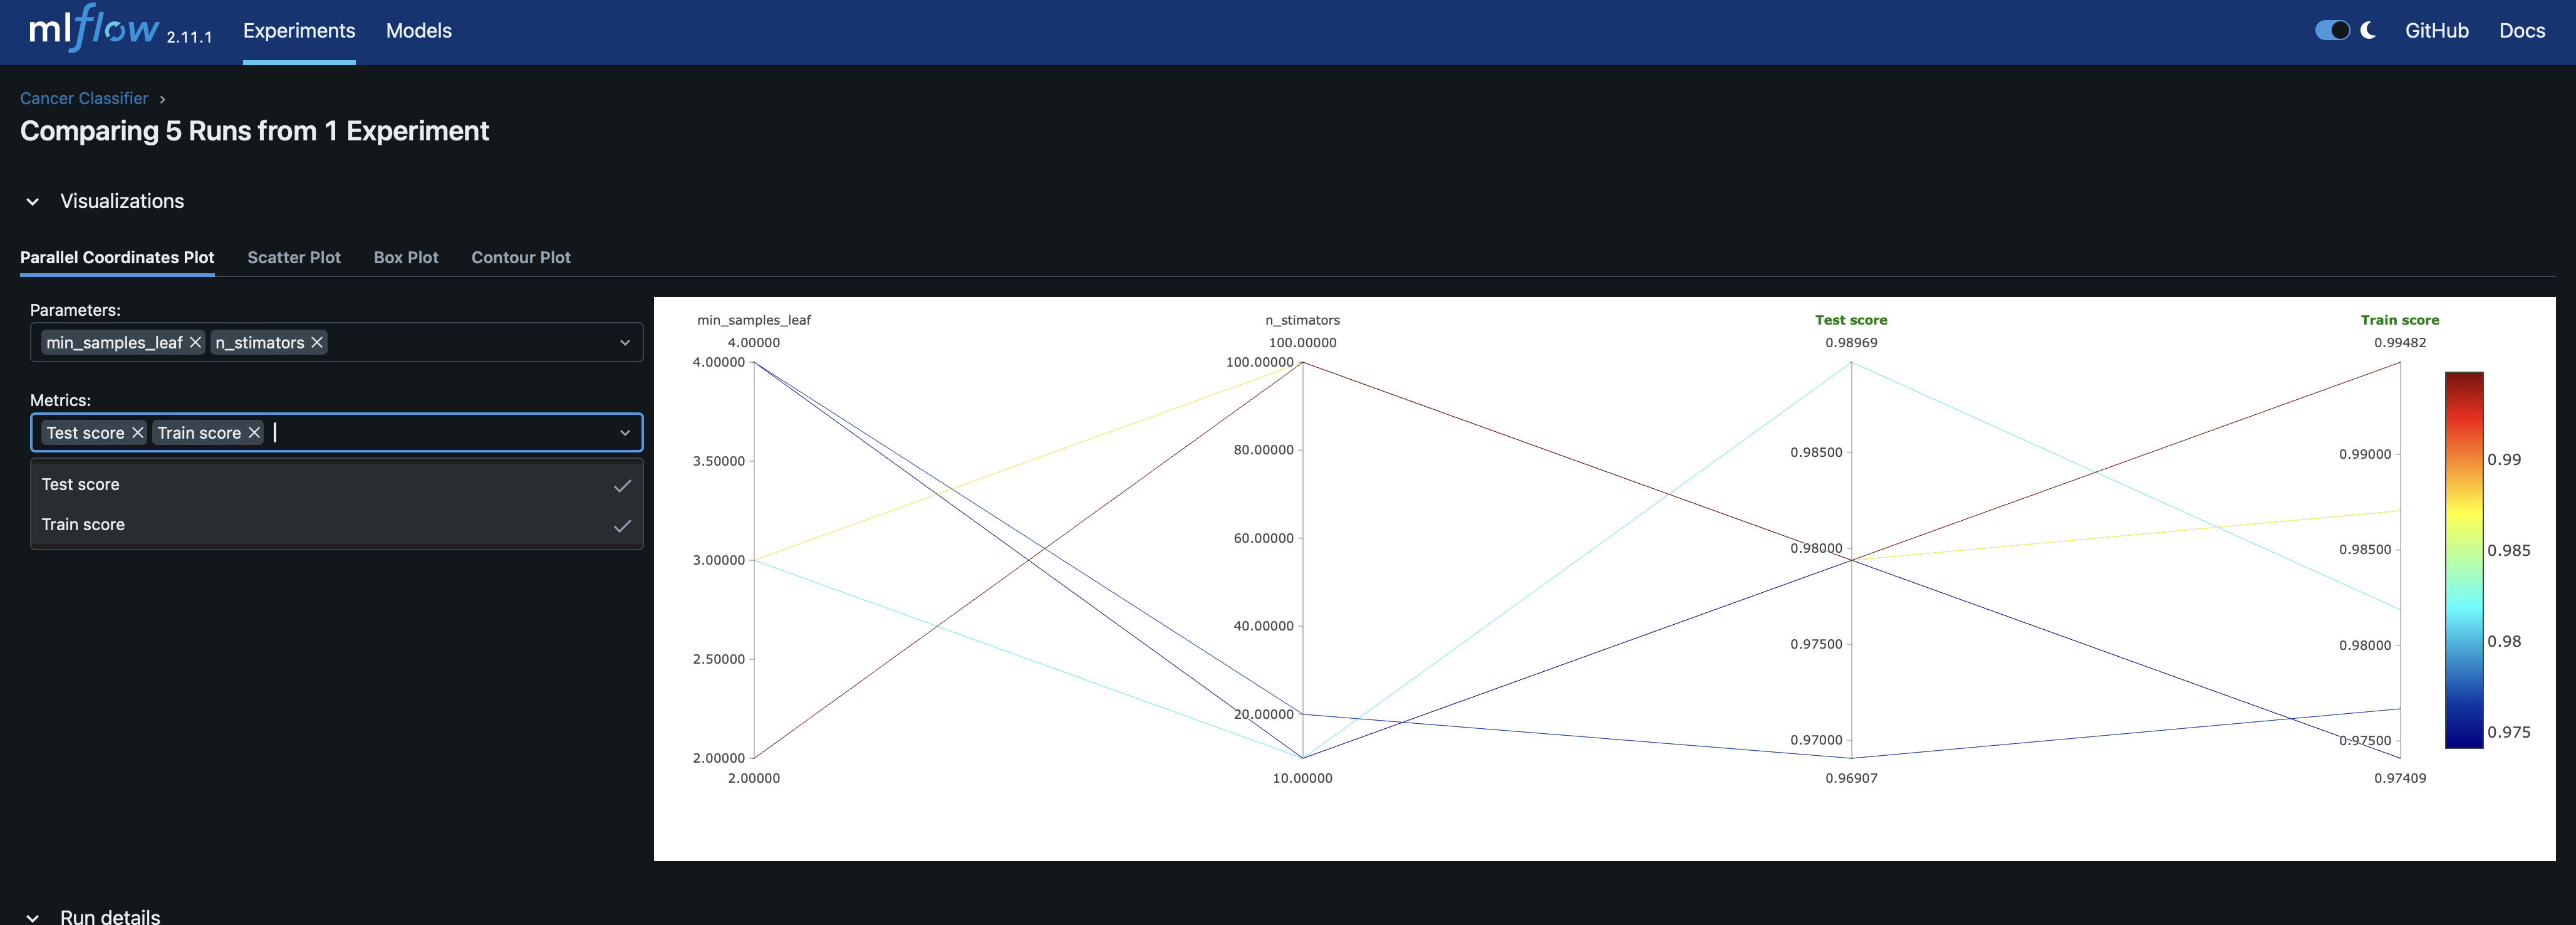 mlflow 2.11.1 Experiments Models GitHub Docs
Cancer Classifier ›
Comparing 5 Runs from 1 Experiment
Visualizations
Parallel Coordinates Plot Scatter Plot Box Plot Contour Plot
Parameters:
min_samples_leaf n_stimators
Metrics:
Test score Train score
Test score
Train score
min_samples_leaf n_stimators Test score Train score
4.00000 100.00000 0.98969 0.99482
4.00000
3.50000
3.00000
2.50000
2.00000
100.00000
80.00000
60.00000
40.00000
20.00000
0.98500
0.98000
0.97500
0.97000
0.99000
0.98500
0.98000
0.97500
2.00000 10.00000 0.96907 0.97409
0.99
0.985
0.98
0.975
Run details